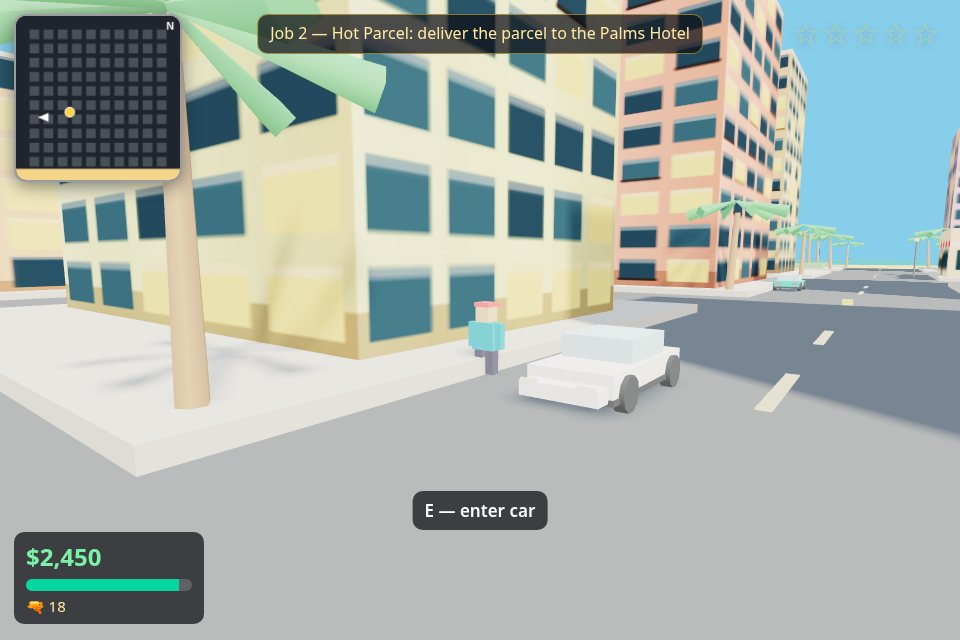 N
Job 2 — Hot Parcel: deliver the parcel to the Palms Hotel
E — enter car
$2,450
18